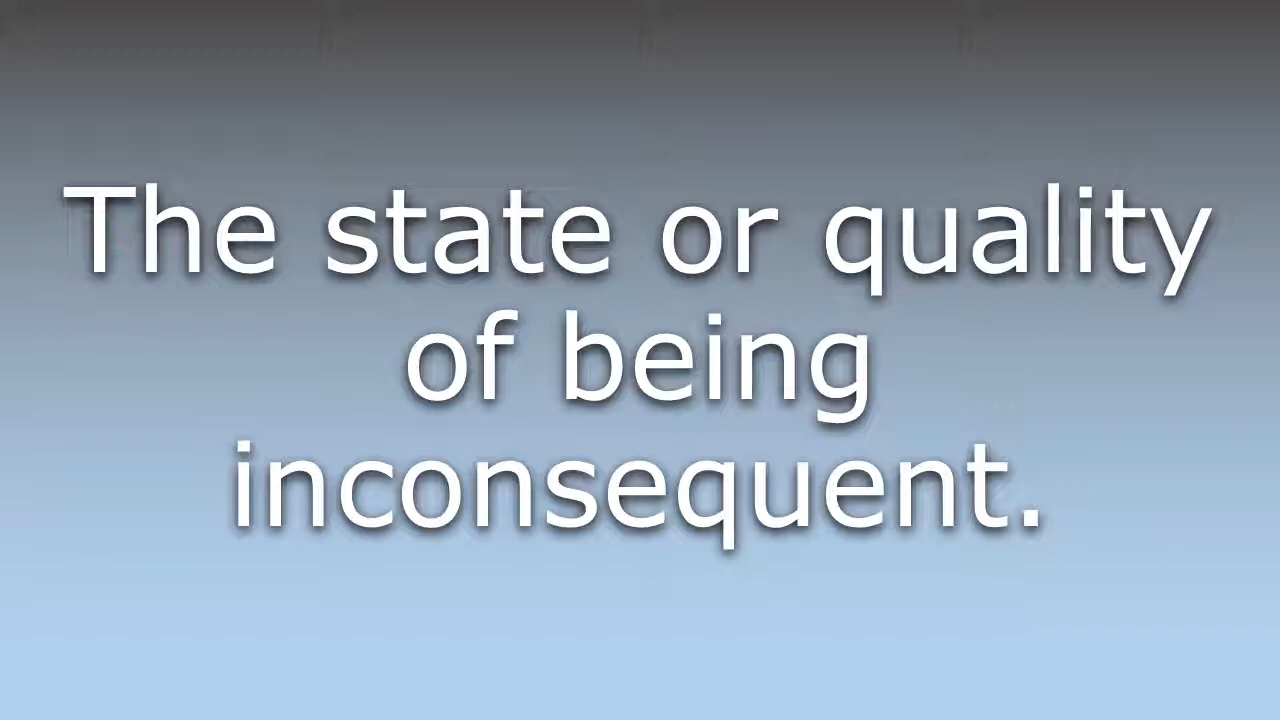 The state or quality
of being
inconsequent.